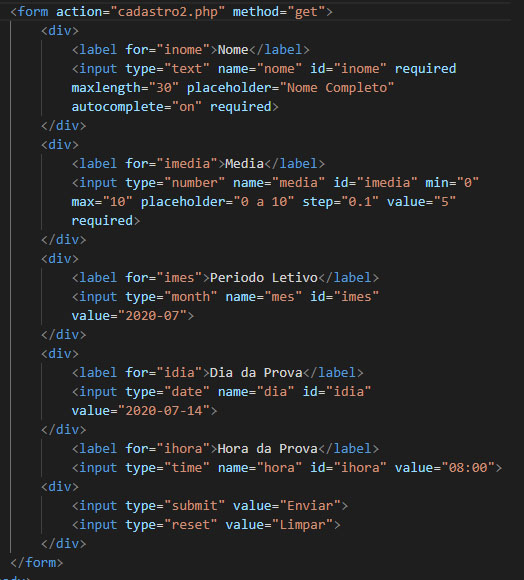 <form action="cadastro2.php" method="get">
<div>
<label for="inome">Nome</label>
<input type="text" name="nome" id="inome" required
maxlength="30" placeholder="Nome Completo"
autocomplete="on" required>
</div>
<div>
<label for="imedia">Media</label>
<input type="number" name="media" id="imedia" min="0"
max="10" placeholder="0 a 10" step="0.1" value="5"
required>
</div>
<div>
<label for="imes">Periodo Letivo</label>
<input type="month" name="mes" id="imes"
value="2020-07">
</div>
<div>
<label for="idia">Dia da Prova</label>
<input type="date" name="dia" id="idia"
value="2020-07-14">
</div>
<label for="ihora">Hora da Prova</label>
<input type="time" name="hora" id="ihora" value="08:00">
<div>
<input type="submit" value="Enviar">
<input type="reset" value="Limpar">
</div>
</form>